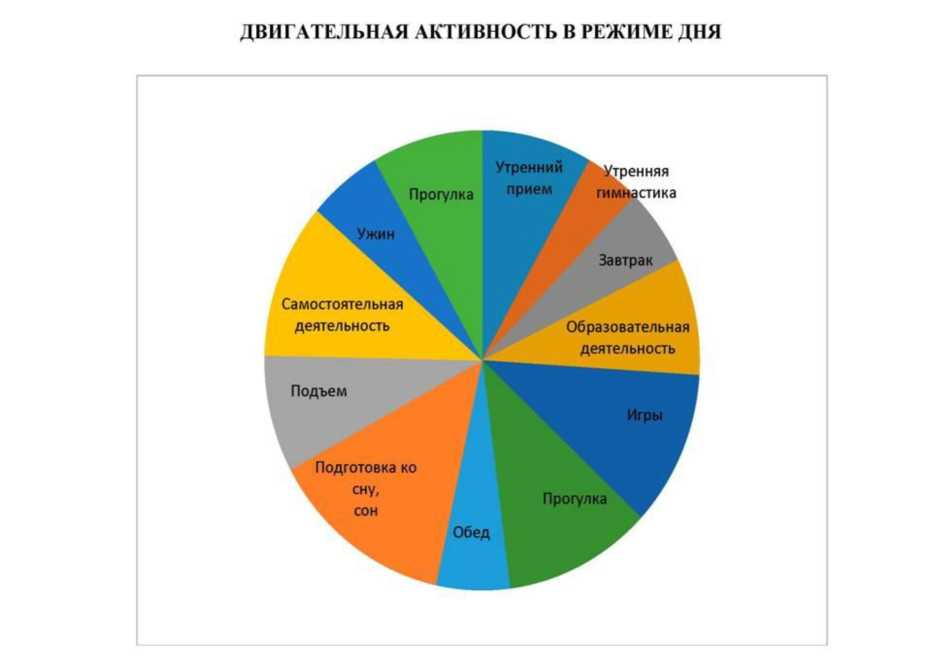 ДВИГАТЕЛЬНАЯ АКТИВНОСТЬ В РЕЖИМЕ ДНЯ
Утренний
прием
Утренняя
гимнастика
Завтрак
Образовательная
деятельность
Игры
Прогулка
Обед
Подготовка ко
сну,
сон
Подъем
Самостоятельная
деятельность
Ужин
Прогулка